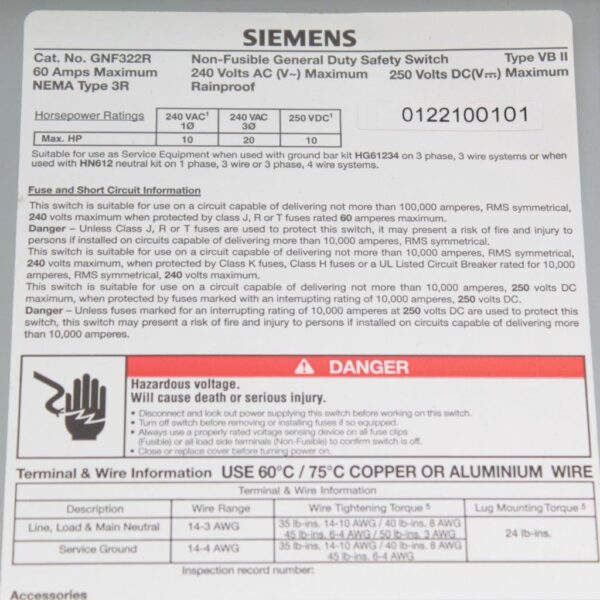 SIEMENS
Cat. No. GNF322R Non-Fusible General Duty Safety Switch Type VB II
60 Amps Maximum 240 Volts AC (V~) Maximum 250 Volts DC(V⎓) Maximum
NEMA Type 3R Rainproof
Horsepower Ratings 240 VAC¹ 1Ø 240 VAC 3Ø 250 VDC¹
Max. HP 10 20 10
0122100101
Suitable for use as Service Equipment when used with ground bar kit HG61234 on 3 phase, 3 wire systems or when
used with HN612 neutral kit on 1 phase, 3 wire or 3 phase, 4 wire systems.
Fuse and Short Circuit Information
This switch is suitable for use on a circuit capable of delivering not more than 100,000 amperes, RMS symmetrical,
240 volts maximum when protected by class J, R or T fuses rated 60 amperes maximum.
Danger – Unless Class J, R or T fuses are used to protect this switch, it may present a risk of fire and injury to
persons if installed on circuits capable of delivering more than 10,000 amperes, RMS symmetrical.
This switch is suitable for use on a circuit capable of delivering not more than 10,000 amperes, RMS symmetrical,
240 volts maximum, when protected by Class K fuses, Class H fuses or a UL Listed Circuit Breaker rated for 10,000
amperes, RMS symmetrical, 240 volts maximum.
This switch is suitable for use on a circuit capable of delivering not more than 10,000 amperes, 250 volts DC
maximum, when protected by fuses marked with an interrupting rating of 10,000 amperes, 250 volts DC.
Danger – Unless fuses marked for an interrupting rating of 10,000 amperes at 250 volts DC are used to protect this
switch, this switch may present a risk of fire and injury to persons if installed on circuits capable of delivering more
than 10,000 amperes.
DANGER
Hazardous voltage.
Will cause death or serious injury.
• Disconnect and lock out power supplying this switch before working on this switch.
• Turn off switch before removing or installing fuses if so equipped.
• Always use a properly rated voltage sensing device on all fuse clips
(Fusible) or all load side terminals (Non-Fusible) to confirm switch is off.
• Close or replace cover before turning power on.
Terminal & Wire Information USE 60°C / 75°C COPPER OR ALUMINIUM WIRE
Terminal & Wire Information
Description Wire Range Wire Tightening Torque ⁵ Lug Mounting Torque ⁵
Line, Load & Main Neutral 14-3 AWG 35 lb-ins. 14-10 AWG / 40 lb-ins. 8 AWG
45 lb-ins. 6-4 AWG / 50 lb-ins. 3 AWG 24 lb-ins.
Service Ground 14-4 AWG 35 lb-ins. 14-10 AWG / 40 lb-ins. 8 AWG
45 lb-ins. 6-4 AWG
Inspection record number:
Accessories